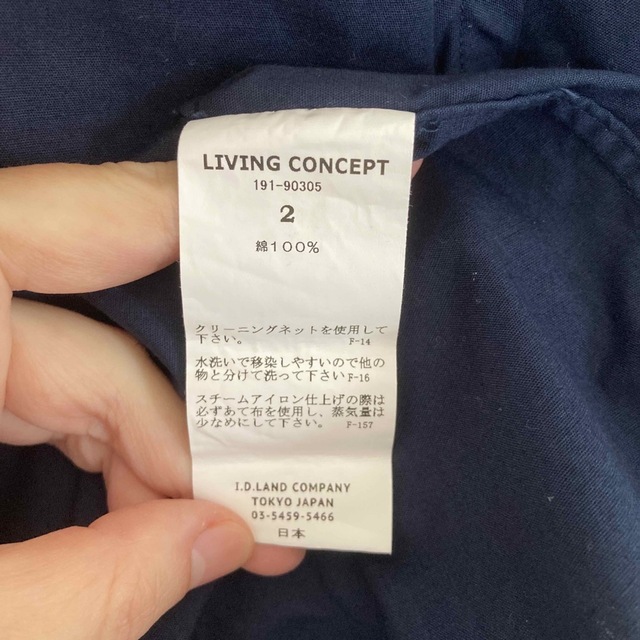 LIVING CONCEPT
191-90305
2
綿100%
クリーニングネットを使用して
下さい。 F-14
水洗いで移染しやすいので他の
物と分けて洗って下さい F-16
スチームアイロン仕上げの際は
必ずあて布を使用し、蒸気量は
少なめにして下さい。 F-157
I.D.LAND COMPANY
TOKYO JAPAN
03-5459-5466
日本